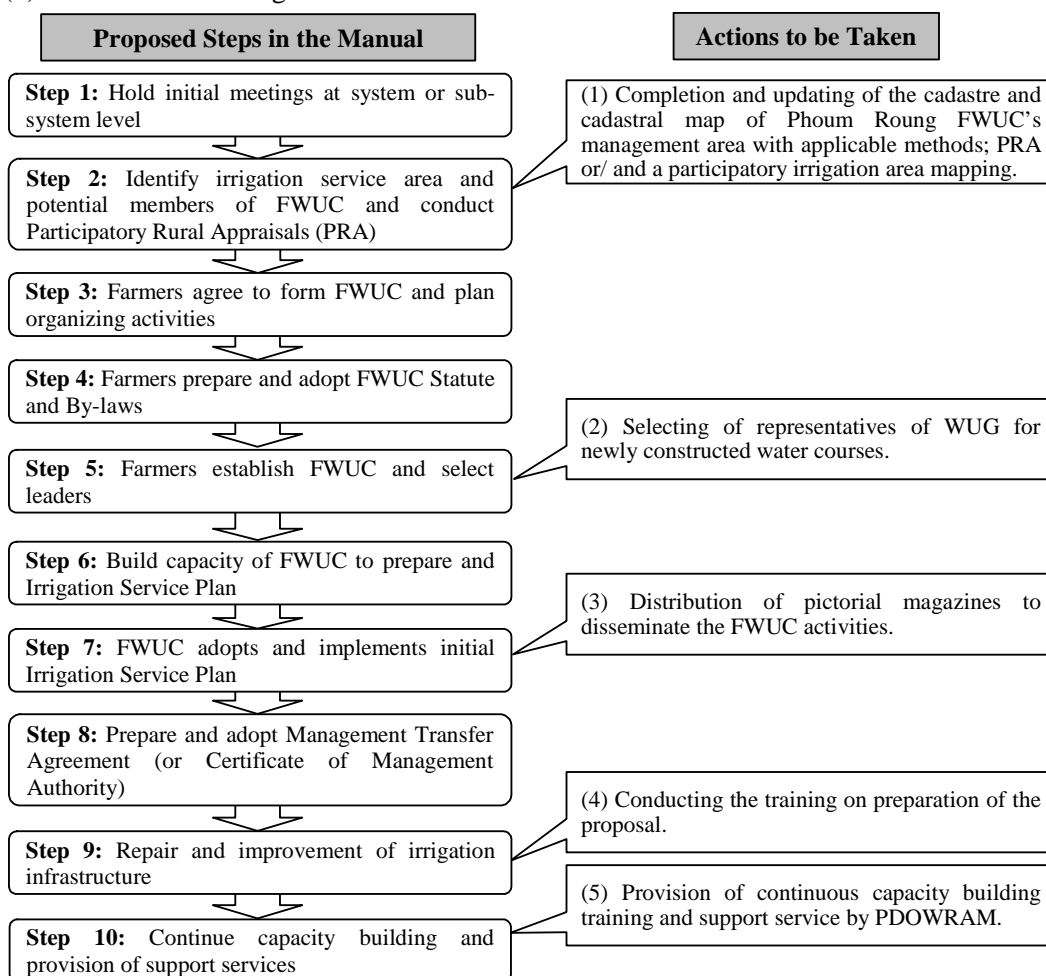 Proposed Steps in the Manual
Actions to be Taken
Step 1: Hold initial meetings at system or sub-
system level
Step 2: Identify irrigation service area and
potential members of FWUC and conduct
Participatory Rural Appraisals (PRA)
(1) Completion and updating of the cadastre and
cadastral map of Phoum Roung FWUC's
management area with applicable methods; PRA
or/ and a participatory irrigation area mapping.
Step 3: Farmers agree to form FWUC and plan
organizing activities
Step 4: Farmers prepare and adopt FWUC Statute
and By-laws
Step 5: Farmers establish FWUC and select
leaders
(2) Selecting of representatives of WUG for
newly constructed water courses.
Step 6: Build capacity of FWUC to prepare and
Irrigation Service Plan
Step 7: FWUC adopts and implements initial
Irrigation Service Plan
(3) Distribution of pictorial magazines to
disseminate the FWUC activities.
Step 8: Prepare and adopt Management Transfer
Agreement (or Certificate of Management
Authority)
Step 9: Repair and improvement of irrigation
infrastructure
(4) Conducting the training on preparation of the
proposal.
Step 10: Continue capacity building and
provision of support services
(5) Provision of continuous capacity building
training and support service by PDOWRAM.